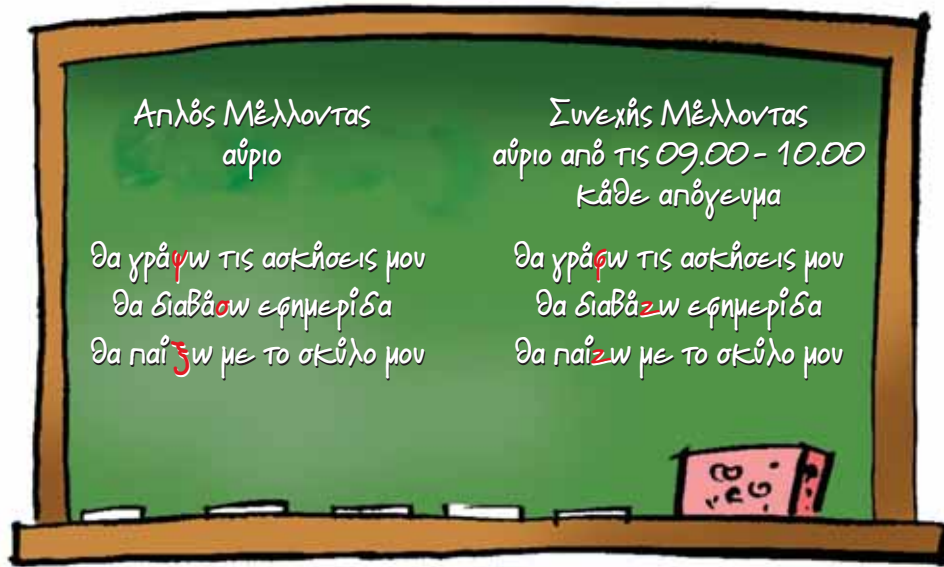 Απλός Μέλλοντας
αύριο
θα γράψω τις ασκήσεις μου
θα διαβάσω εφημερίδα
θα παίξω με το σκύλο μου
Συνεχής Μέλλοντας
αύριο από τις 09.00 - 10.00
κάθε απόγευμα
θα γράφω τις ασκήσεις μου
θα διαβάζω εφημερίδα
θα παίζω με το σκύλο μου